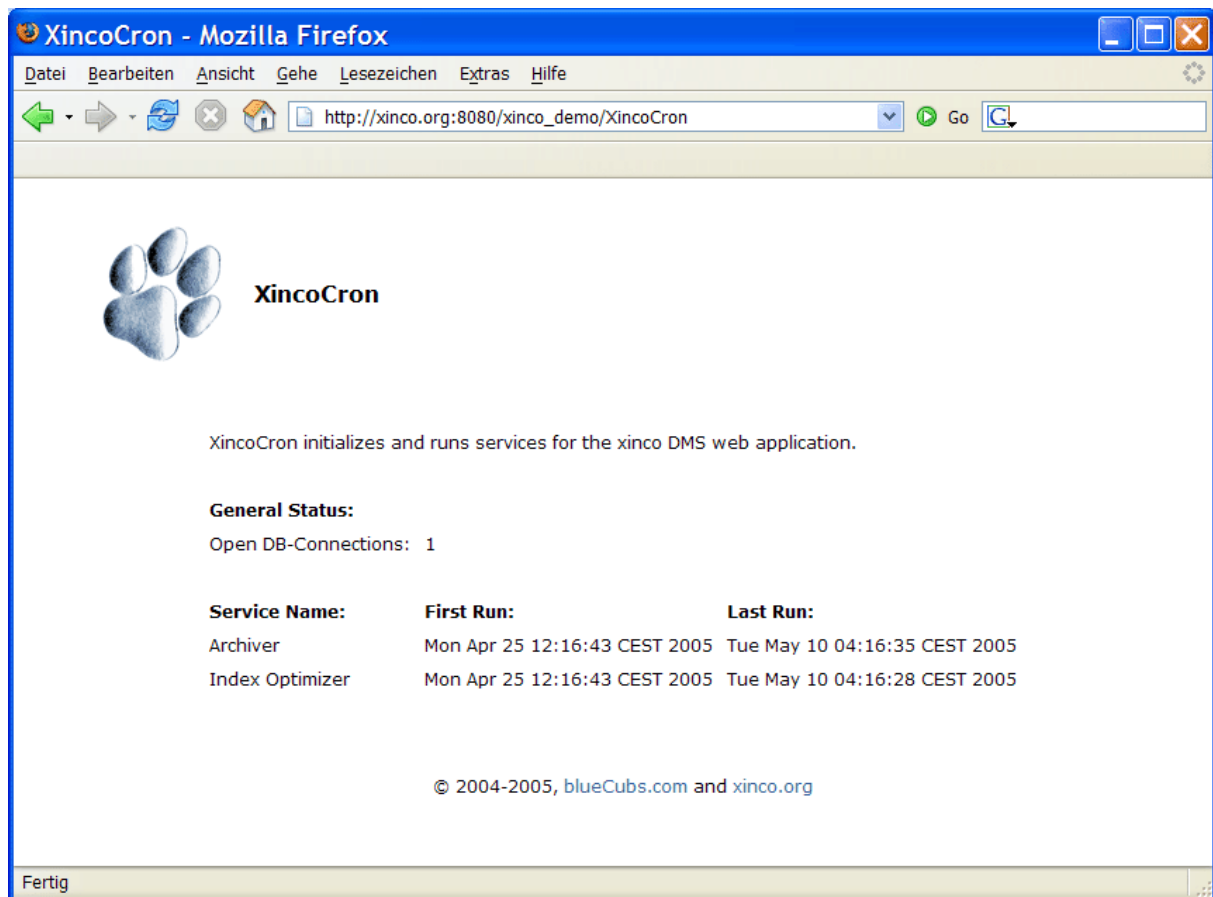 XincoCron - Mozilla Firefox
Datei Bearbeiten Ansicht Gehe Lesezeichen Extras Hilfe
http://xinco.org:8080/xinco_demo/XincoCron Go G
XincoCron
XincoCron initializes and runs services for the xinco DMS web application.
General Status:
Open DB-Connections: 1
Service Name: First Run: Last Run:
Archiver Mon Apr 25 12:16:43 CEST 2005 Tue May 10 04:16:35 CEST 2005
Index Optimizer Mon Apr 25 12:16:43 CEST 2005 Tue May 10 04:16:28 CEST 2005
© 2004-2005, blueCubs.com and xinco.org
Fertig